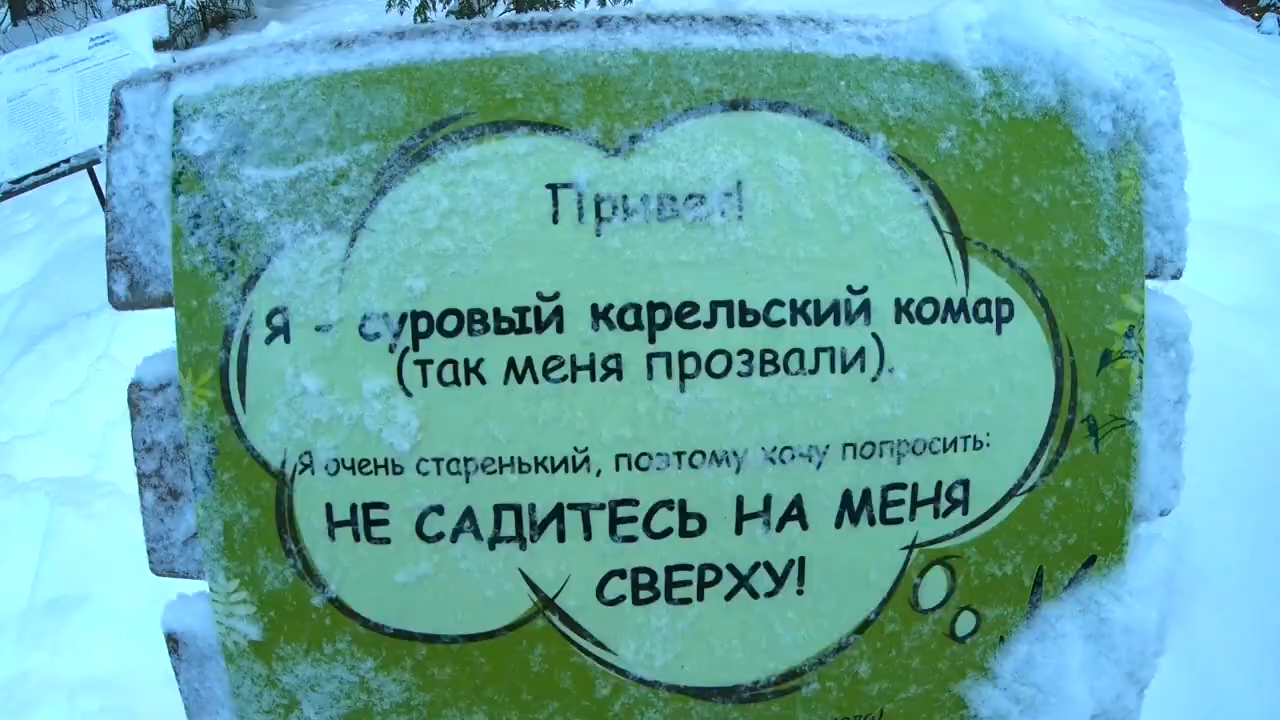 Привет!
Я - суровый карельский комар
(так меня прозвали).
Я очень старенький, поэтому хочу попросить:
НЕ САДИТЕСЬ НА МЕНЯ
СВЕРХУ!